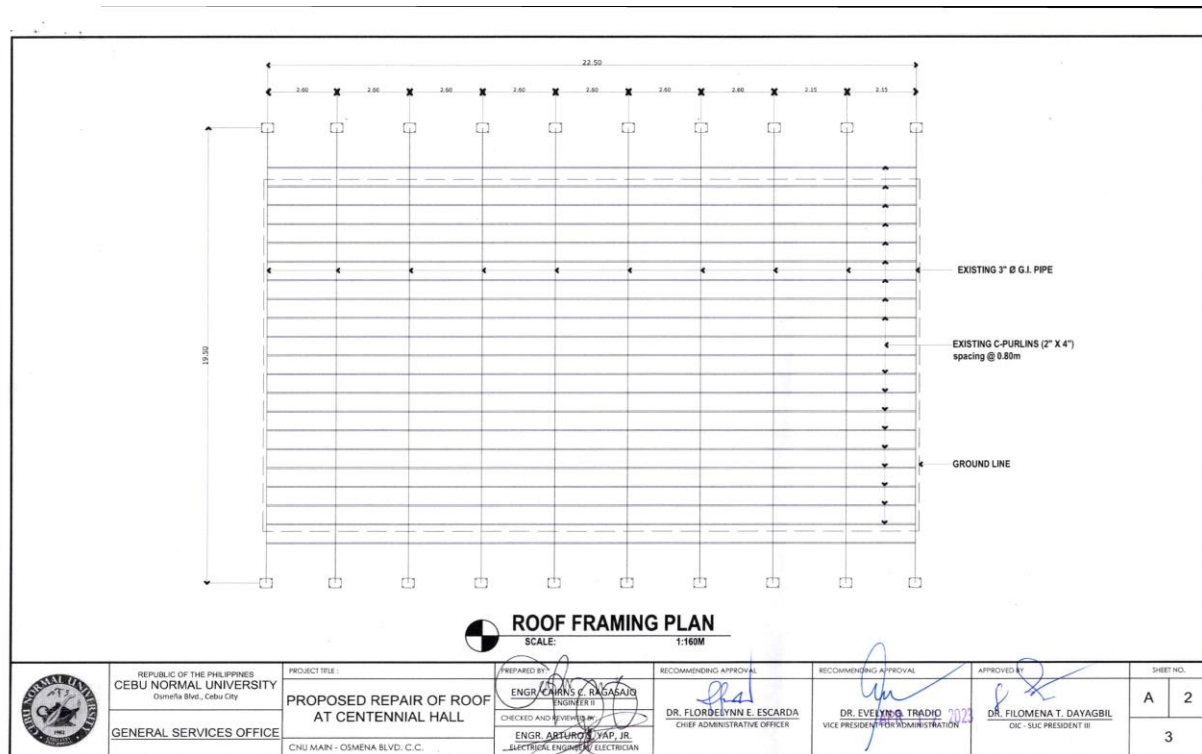 22.50
2.60 2.60 2.60 2.60 2.60 2.60 2.60 2.15 2.15
19.50
EXISTING 3" Ø G.I. PIPE
EXISTING C-PURLINS (2" X 4")
spacing @ 0.80m
GROUND LINE
ROOF FRAMING PLAN
SCALE: 1:160M
CEBU NORMAL UNIVERSITY
1902
REPUBLIC OF THE PHILIPPINES
CEBU NORMAL UNIVERSITY
Osmeña Blvd., Cebu City
GENERAL SERVICES OFFICE
PROJECT TITLE :
PROPOSED REPAIR OF ROOF
AT CENTENNIAL HALL
CNU MAIN - OSMENA BLVD. C.C.
PREPARED BY:
ENGR. CAIRNS C. RAGASAJO
ENGINEER II
CHECKED AND REVIEWED BY:
ENGR. ARTURO S. YAP, JR.
ELECTRICAL ENGINEER/ ELECTRICIAN
RECOMMENDING APPROVAL
DR. FLORDELYNN E. ESCARDA
CHIEF ADMINISTRATIVE OFFICER
RECOMMENDING APPROVAL
DR. EVELYN G. TRADIO
VICE PRESIDENT FOR ADMINISTRATION
2023
APPROVED BY
DR. FILOMENA T. DAYAGBIL
OIC - SUC PRESIDENT III
SHEET NO.
A 2
3